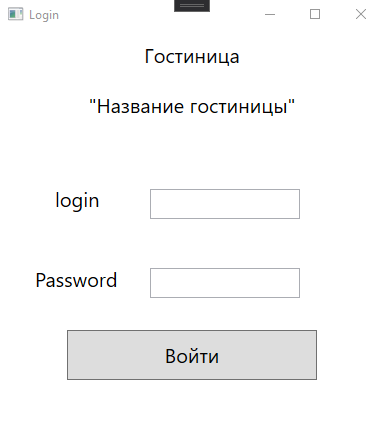 Login
Гостиница
"Название гостиницы"
login
Password
Войти